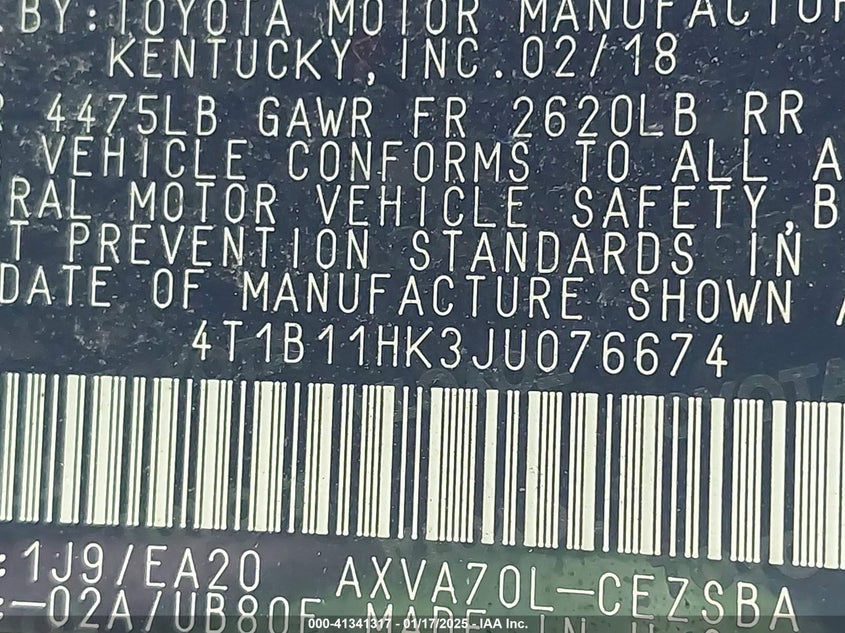 BY:TOYOTA MOTOR MANUFACTUR
KENTUCKY,INC.02/18
4475LB GAWR FR 2620LB RR
VEHICLE CONFORMS TO ALL A
RAL MOTOR VEHICLE SAFETY,B
T PREVENTION STANDARDS IN
DATE OF MANUFACTURE SHOWN A
4T1B11HK3JU076674
:1J9/EA20 AXVA70L-CEZSBA
:-02A/UB80E MADE IN U
000-41341317 - 01/17/2025 - IAA Inc.